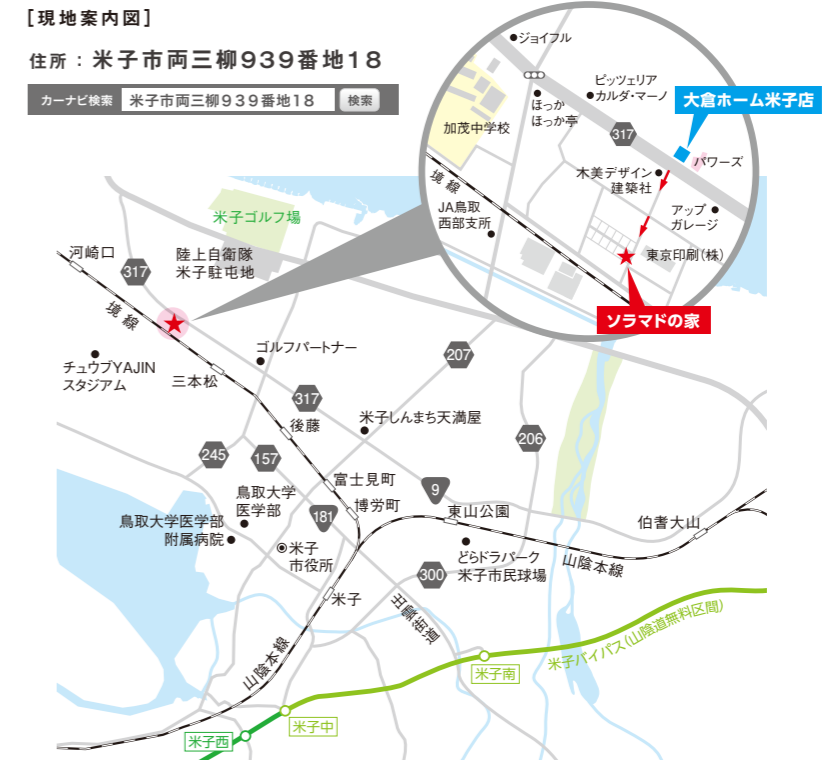 [現地案内図]
住所：米子市両三柳939番地18
カーナビ検索 米子市両三柳939番地18 検索
ジョイフル
ピッツェリア
カルダ・マーノ
ほっか
ほっか亭
大倉ホーム米子店
加茂中学校
317
パワーズ
木美デザイン
建築社
境線
JA鳥取
西部支所
アップ
ガレージ
東京印刷(株)
ソラマドの家
米子ゴルフ場
陸上自衛隊
米子駐屯地
河崎口
317
境線
チュウブYAJIN
スタジアム
三本松
ゴルフパートナー
207
317
後藤
米子しんまち天満屋
206
245
157
富士見町
9
鳥取大学
医学部
博労町
東山公園
181
鳥取大学医学部
附属病院
伯耆大山
米子
市役所
どらドラパーク
米子市民球場
山陰本線
300
米子
出雲街道
山陰本線
米子バイパス(山陰道無料区間)
米子南
米子中
米子西